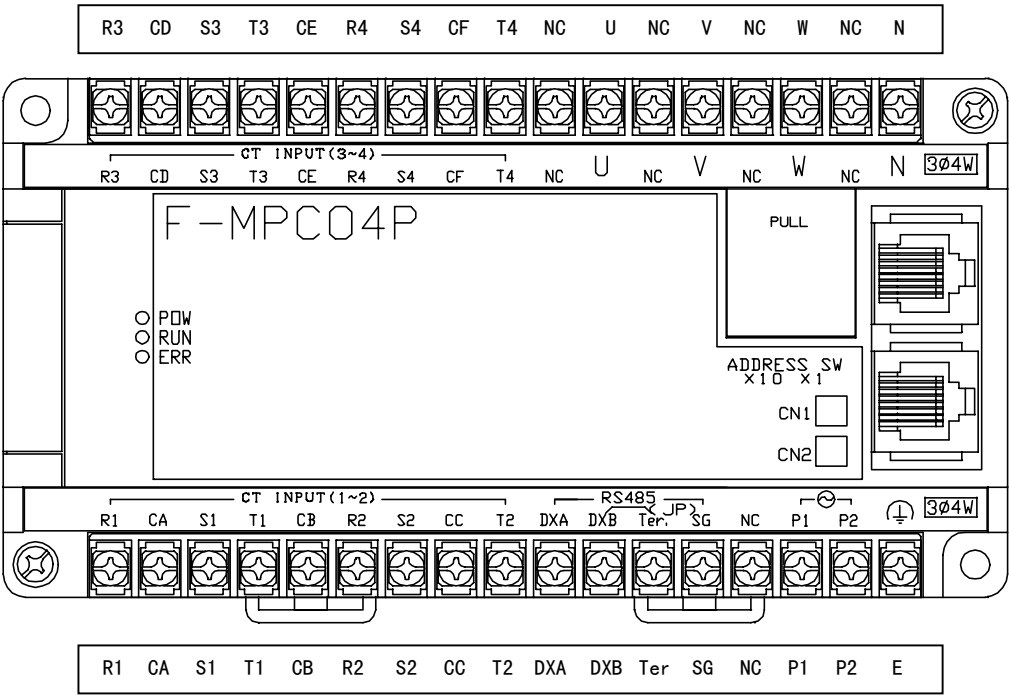 R3 CD S3 T3 CE R4 S4 CF T4 NC U NC V NC W NC N
CT INPUT(3~4)
R3 CD S3 T3 CE R4 S4 CF T4 NC U NC V NC W NC N 3Ø4W
F-MPC04P
PULL
POW
RUN
ERR
ADDRESS SW
X10 X1
CN1
CN2
CT INPUT(1~2) RS485
(JP)
R1 CA S1 T1 CB R2 S2 CC T2 DXA DXB Ter. SG NC P1 P2 3Ø4W
R1 CA S1 T1 CB R2 S2 CC T2 DXA DXB Ter SG NC P1 P2 E